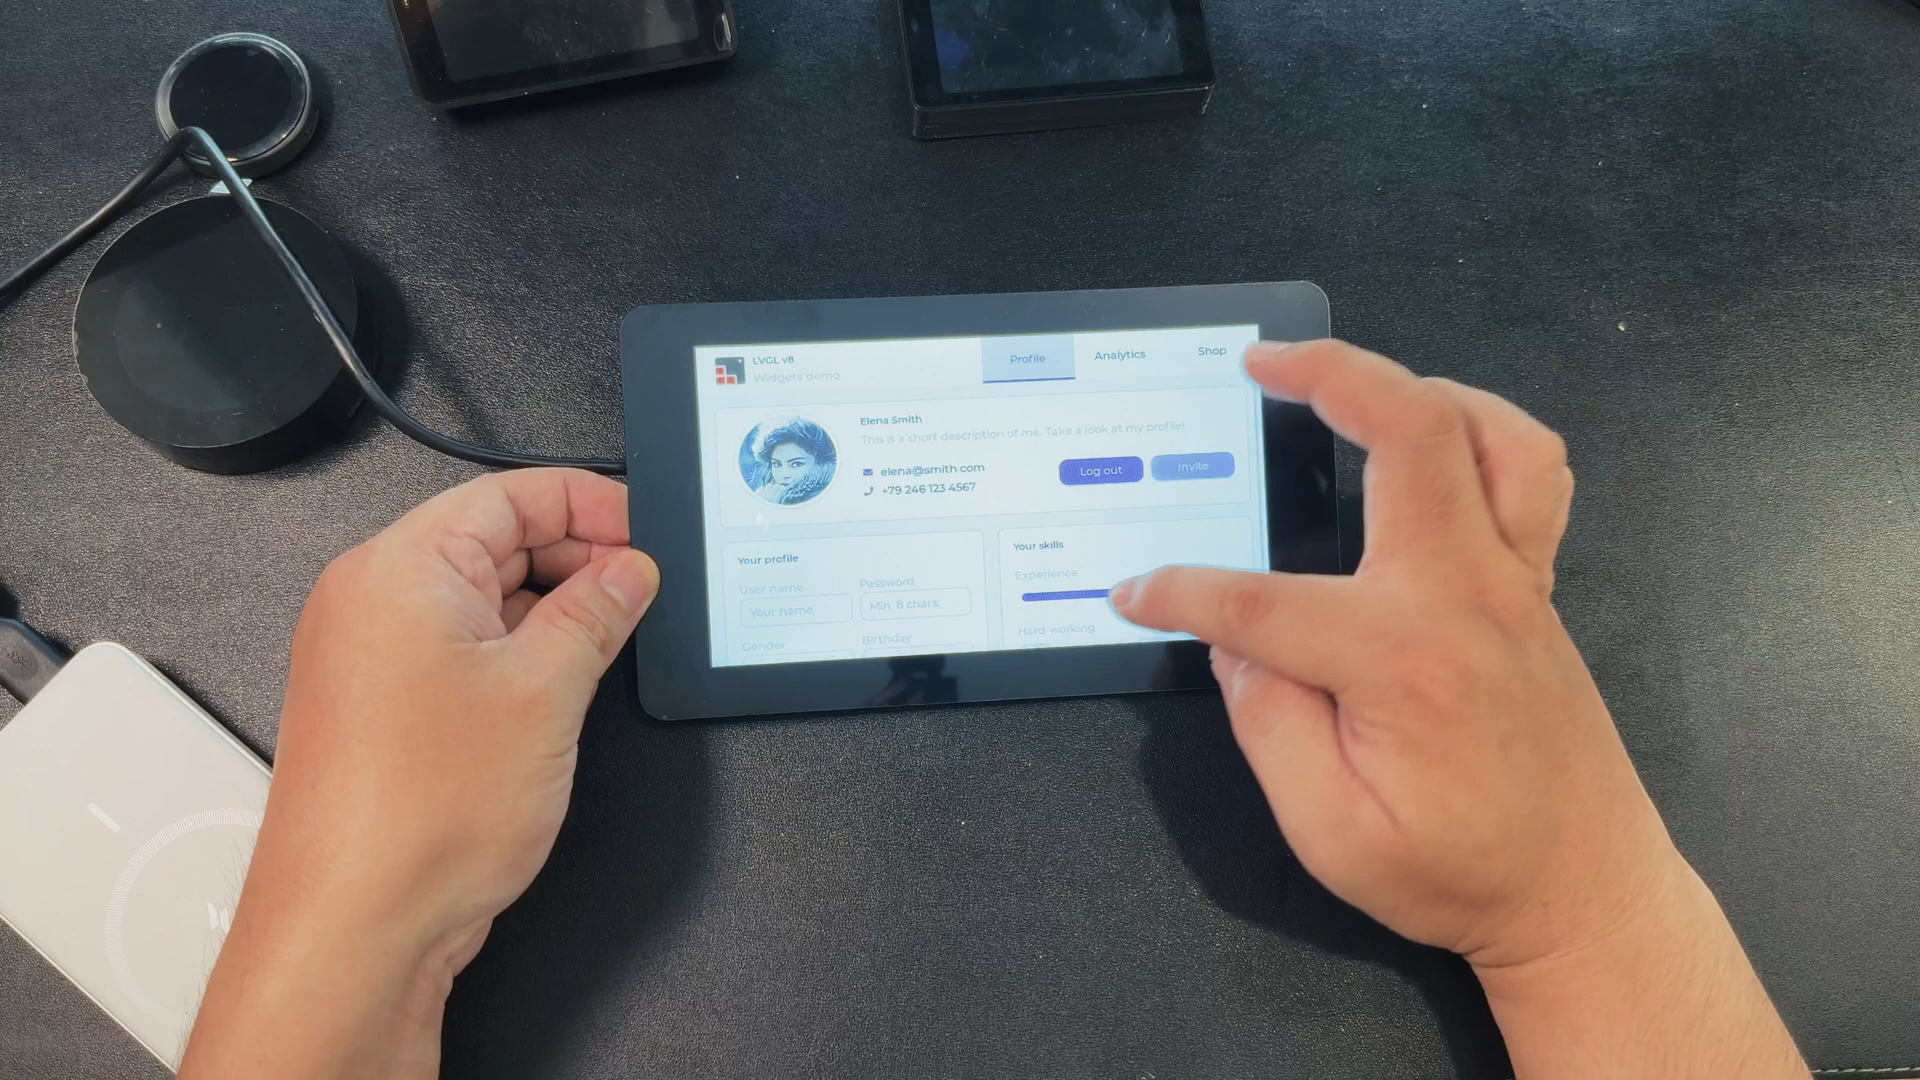 LVGL v8
Widgets demo
Profile
Analytics
Shop
Elena Smith
This is a short description of me. Take a look at my profile!
elena@smith.com
+79 246 123 4567
Log out
Invite
Your profile
User name
Password
Your name
Min. 8 chars.
Gender
Birthday
Your skills
Experience
Hard-working